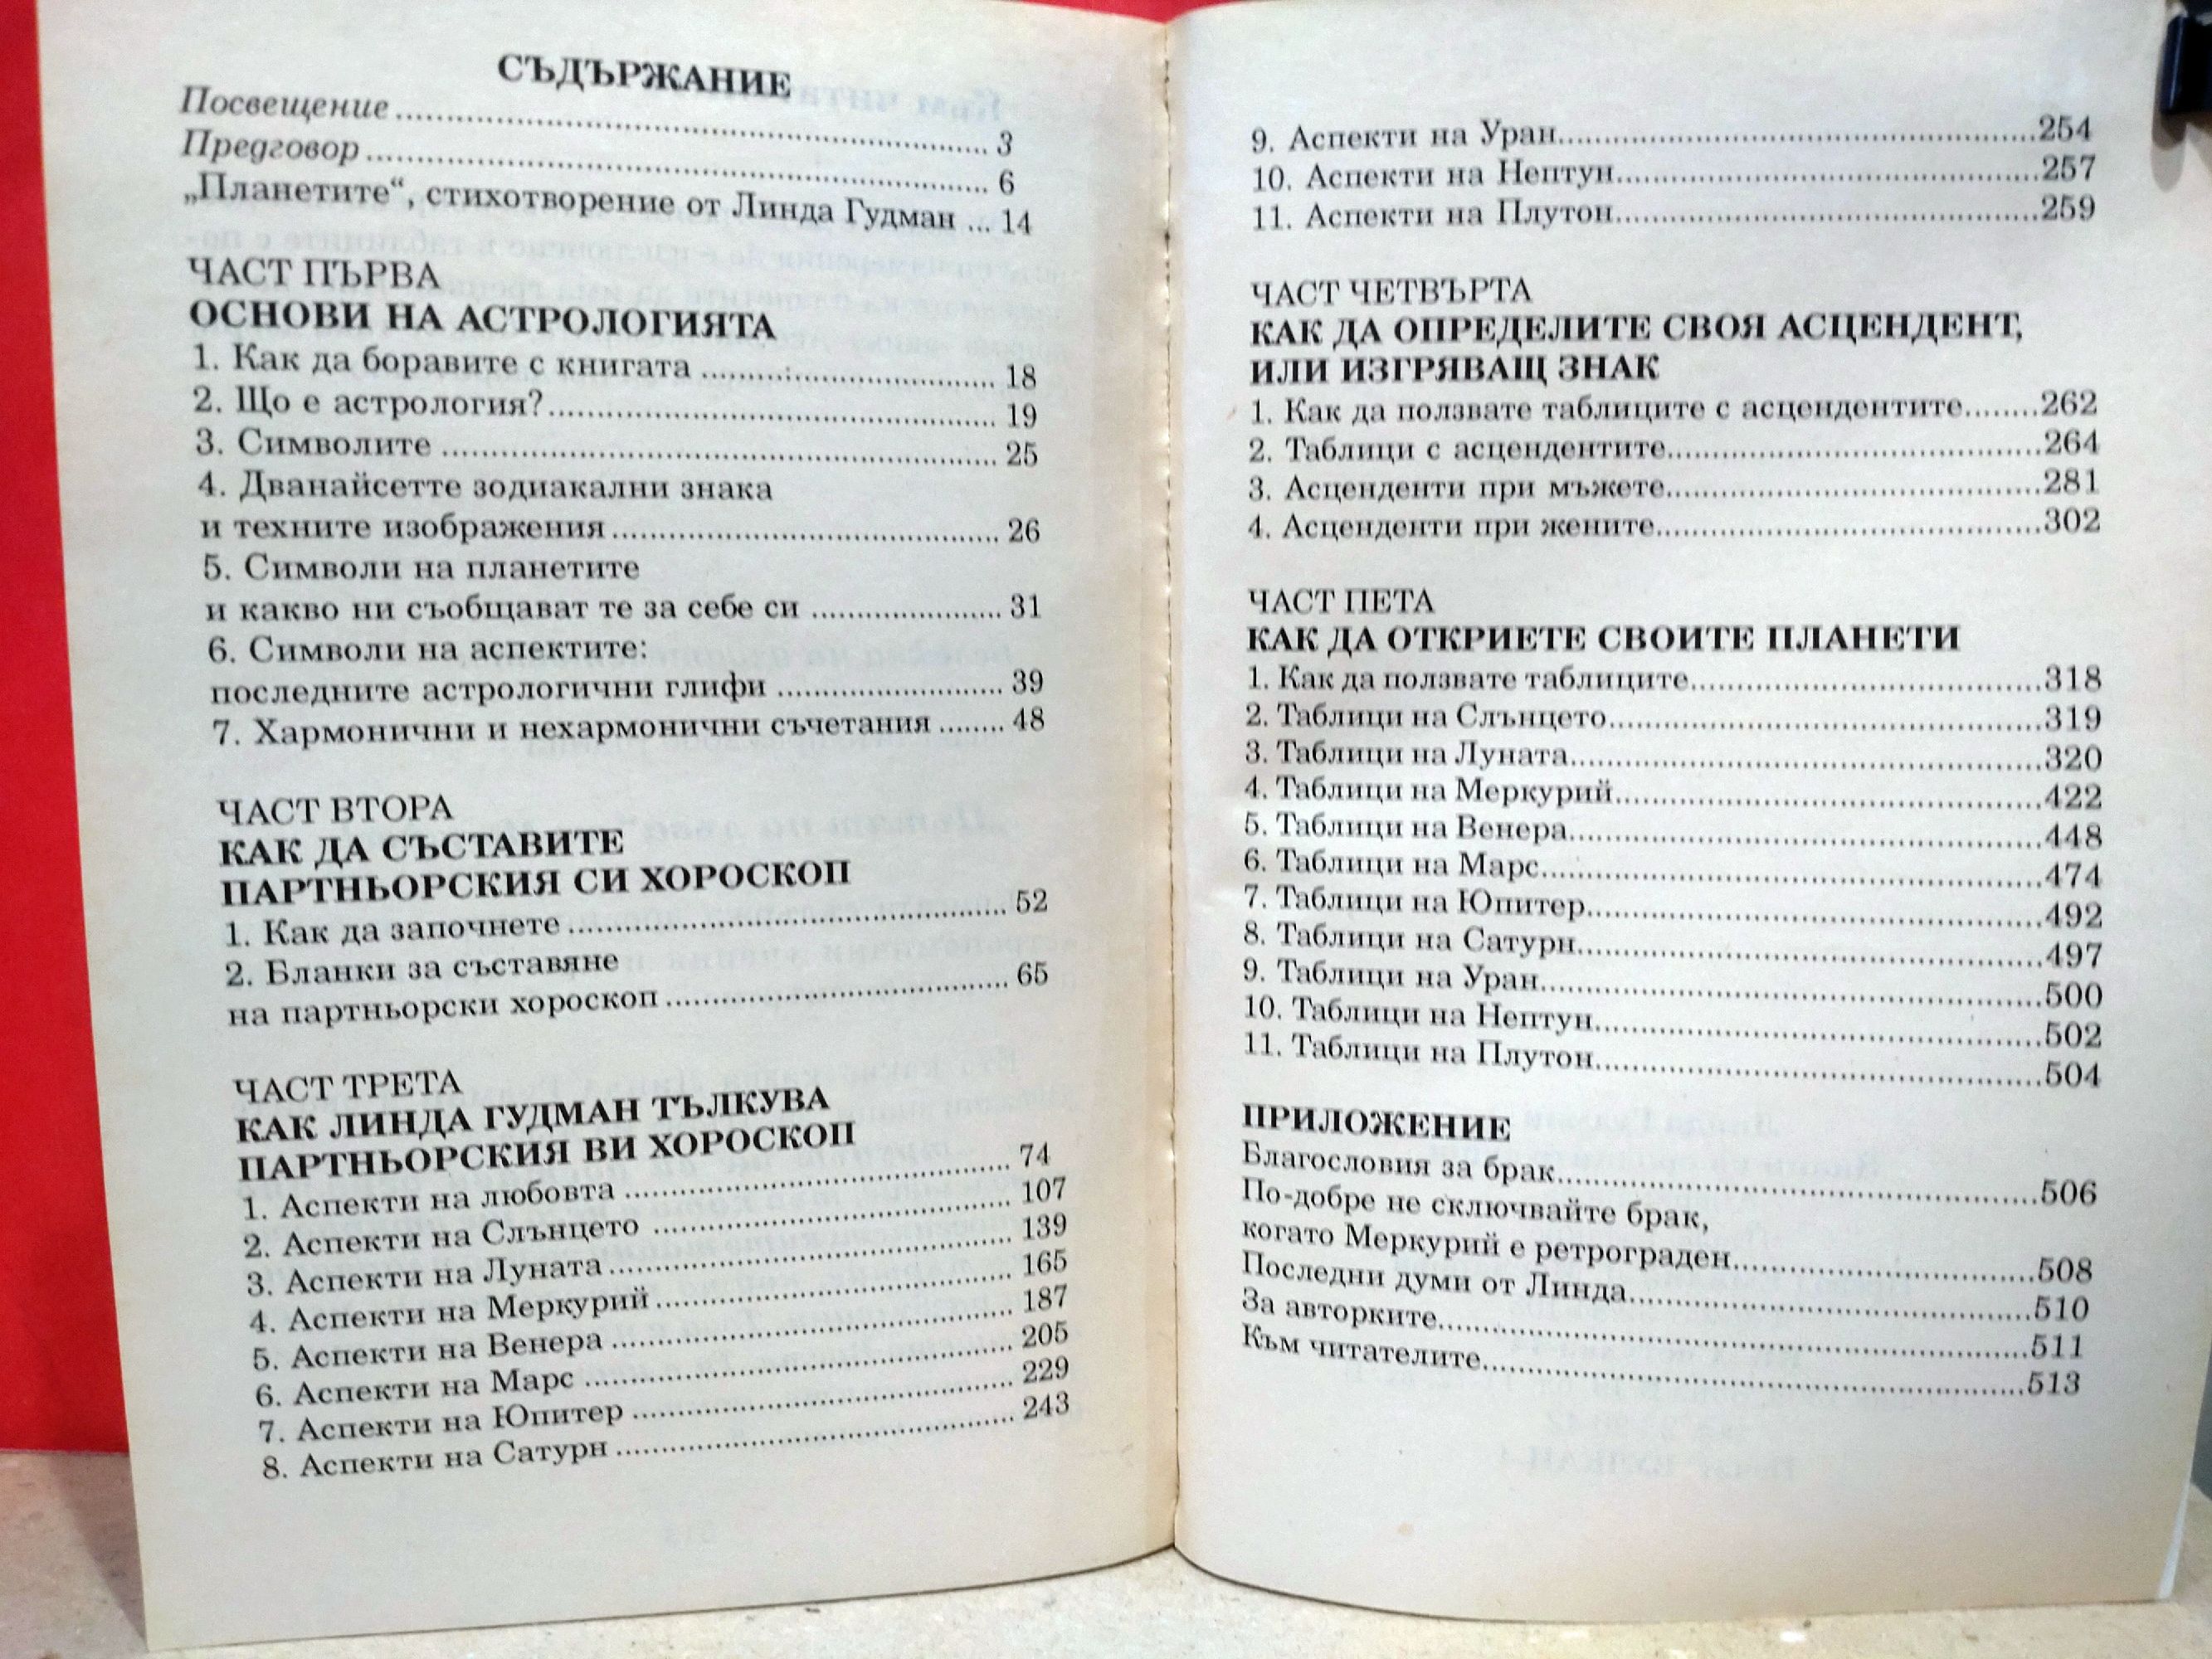 СЪДЪРЖАНИЕ
Посвещение ........................................................ 3
Предговор ........................................................... 6
„Планетите“, стихотворение от Линда Гудман ... 14
ЧАСТ ПЪРВА
ОСНОВИ НА АСТРОЛОГИЯТА
1. Как да боравите с книгата .............................. 18
2. Що е астрология?.......................................... 19
3. Символите .................................................... 25
4. Дванайсетте зодиакални знака
и техните изображения ..................................... 26
5. Символи на планетите
и какво ни съобщават те за себе си .................... 31
6. Символи на аспектите:
последните астрологични глифи ........................ 39
7. Хармонични и нехармонични съчетания ........ 48
ЧАСТ ВТОРА
КАК ДА СЪСТАВИТЕ
ПАРТНЬОРСКИЯ СИ ХОРОСКОП
1. Как да започнете ........................................... 52
2. Бланки за съставяне
на партньорски хороскоп ................................... 65
ЧАСТ ТРЕТА
КАК ЛИНДА ГУДМАН ТЪЛКУВА
ПАРТНЬОРСКИЯ ВИ ХОРОСКОП
1. Аспекти на любовта ....................................... 74
2. Аспекти на Слънцето ..................................... 107
3. Аспекти на Луната ......................................... 139
4. Аспекти на Меркурий ..................................... 165
5. Аспекти на Венера ......................................... 187
6. Аспекти на Марс ............................................ 205
7. Аспекти на Юпитер ........................................ 229
8. Аспекти на Сатурн ......................................... 243
9. Аспекти на Уран..............................................254
10. Аспекти на Нептун.........................................257
11. Аспекти на Плутон.........................................259
ЧАСТ ЧЕТВЪРТА
КАК ДА ОПРЕДЕЛИТЕ СВОЯ АСЦЕНДЕНТ,
ИЛИ ИЗГРЯВАЩ ЗНАК
1. Как да ползвате таблиците с асцендентите........262
2. Таблици с асцендентите....................................264
3. Асценденти при мъжете....................................281
4. Асценденти при жените.....................................302
ЧАСТ ПЕТА
КАК ДА ОТКРИЕТЕ СВОИТЕ ПЛАНЕТИ
1. Как да ползвате таблиците.................................318
2. Таблици на Слънцето........................................319
3. Таблици на Луната............................................320
4. Таблици на Меркурий........................................422
5. Таблици на Венера............................................448
6. Таблици на Марс...............................................474
7. Таблици на Юпитер...........................................492
8. Таблици на Сатурн............................................497
9. Таблици на Уран...............................................500
10. Таблици на Нептун..........................................502
11. Таблици на Плутон..........................................504
ПРИЛОЖЕНИЕ
Благословия за брак..............................................506
По-добре не сключвайте брак,
когато Меркурий е ретрограден..............................508
Последни думи от Линда.......................................510
За авторките.........................................................511
Към читателите.....................................................513